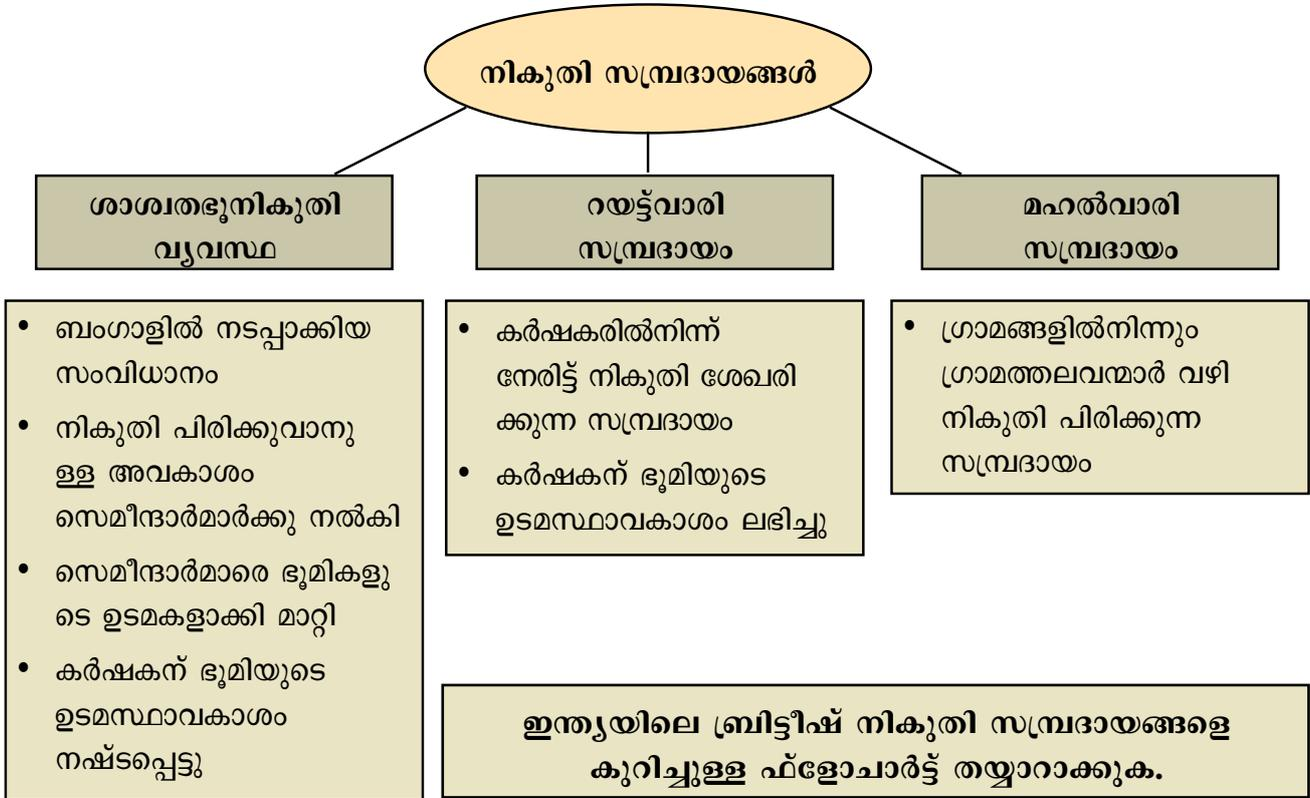 നികുതി സമ്പ്രദായങ്ങൾ
ശാശ്വതഭൂനികുതി
വ്യവസ്ഥ
• ബംഗാളിൽ നടപ്പാക്കിയ
സംവിധാനം
• നികുതി പിരിക്കുവാനു
ള്ള അവകാശം
സെമീന്ദാർമാർക്കു നൽകി
• സെമീന്ദാർമാരെ ഭൂമികളു
ടെ ഉടമകളാക്കി മാറ്റി
• കർഷകന് ഭൂമിയുടെ
ഉടമസ്ഥാവകാശം
നഷ്ടപ്പെട്ടു
റയട്ട്‌വാരി
സമ്പ്രദായം
• കർഷകരിൽനിന്ന്
നേരിട്ട് നികുതി ശേഖരി
ക്കുന്ന സമ്പ്രദായം
• കർഷകന് ഭൂമിയുടെ
ഉടമസ്ഥാവകാശം ലഭിച്ചു
മഹൽവാരി
സമ്പ്രദായം
• ഗ്രാമങ്ങളിൽനിന്നും
ഗ്രാമത്തലവന്മാർ വഴി
നികുതി പിരിക്കുന്ന
സമ്പ്രദായം
ഇന്ത്യയിലെ ബ്രിട്ടീഷ് നികുതി സമ്പ്രദായങ്ങളെ
കുറിച്ചുള്ള ഫ്ളോചാർട്ട് തയ്യാറാക്കുക.